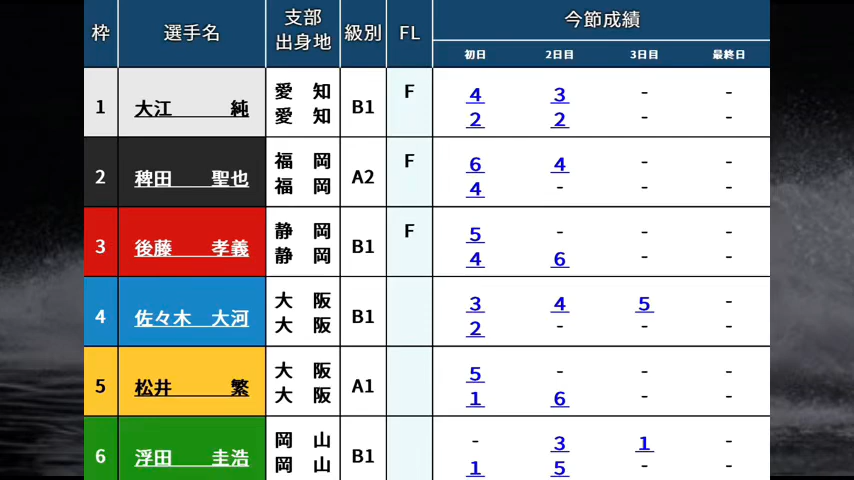 枠 選手名 支部 出身地 級別 FL 今節成績
初日 2日目 3日目 最終日
1 大江 純 愛知 愛知 B1 F
4 3 - -
2 2 - -
2 稗田 聖也 福岡 福岡 A2 F
6 4 - -
4 - - -
3 後藤 孝義 静岡 静岡 B1 F
5 - - -
4 6 - -
4 佐々木 大河 大阪 大阪 B1
3 4 5 -
2 - - -
5 松井 繁 大阪 大阪 A1
5 - - -
1 6 - -
6 浮田 圭浩 岡山 岡山 B1
- 3 1 -
1 5 - -